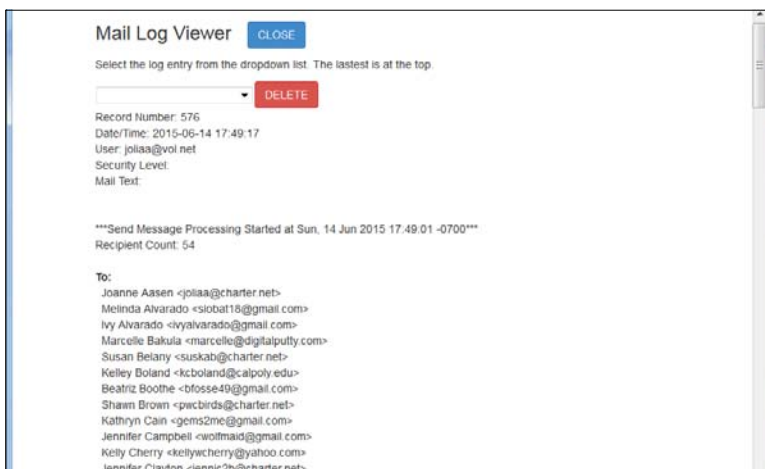 Mail Log Viewer CLOSE
Select the log entry from the dropdown list. The lastest is at the top.
DELETE
Record Number: 576
Date/Time: 2015-06-14 17:49:17
User: joliaa@vol.net
Security Level:
Mail Text:
***Send Message Processing Started at Sun, 14 Jun 2015 17:49:01 -0700***
Recipient Count: 54
To:
Joanne Aasen <joliaa@charter.net>
Melinda Alvarado <siobat18@gmail.com>
Ivy Alvarado <ivyalvarado@gmail.com>
Marcelle Bakula <marcelle@digitalputty.com>
Susan Belany <suskab@charter.net>
Kelley Boland <kcboland@calpoly.edu>
Beatriz Boothe <bfosse49@gmail.com>
Shawn Brown <pwcbirds@charter.net>
Kathryn Cain <gems2me@gmail.com>
Jennifer Campbell <wolfmaid@gmail.com>
Kelly Cherry <kellywcherry@yahoo.com>
Jennifer Clayton <jennis2b@charter.net>